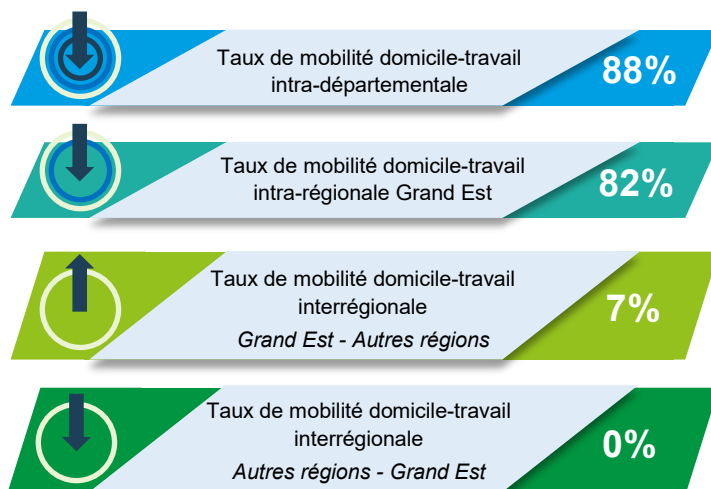 Taux de mobilité domicile-travail
intra-départementale
88%
Taux de mobilité domicile-travail
intra-régionale Grand Est
82%
Taux de mobilité domicile-travail
interrégionale
Grand Est - Autres régions
7%
Taux de mobilité domicile-travail
interrégionale
Autres régions - Grand Est
0%